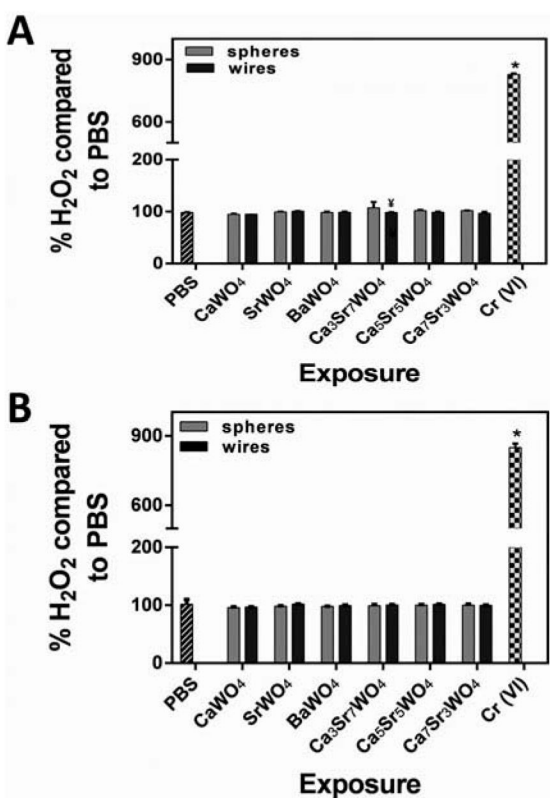 A
% H₂O₂ compared
to PBS
900
600
200
100
0
spheres
wires
¥
*
PBS
CaWO₄
SrWO₄
BaWO₄
Ca₃Sr₇WO₄
Ca₅Sr₅WO₄
Ca₇Sr₃WO₄
Cr (VI)
Exposure
B
% H₂O₂ compared
to PBS
900
600
200
100
0
spheres
wires
*
PBS
CaWO₄
SrWO₄
BaWO₄
Ca₃Sr₇WO₄
Ca₅Sr₅WO₄
Ca₇Sr₃WO₄
Cr (VI)
Exposure